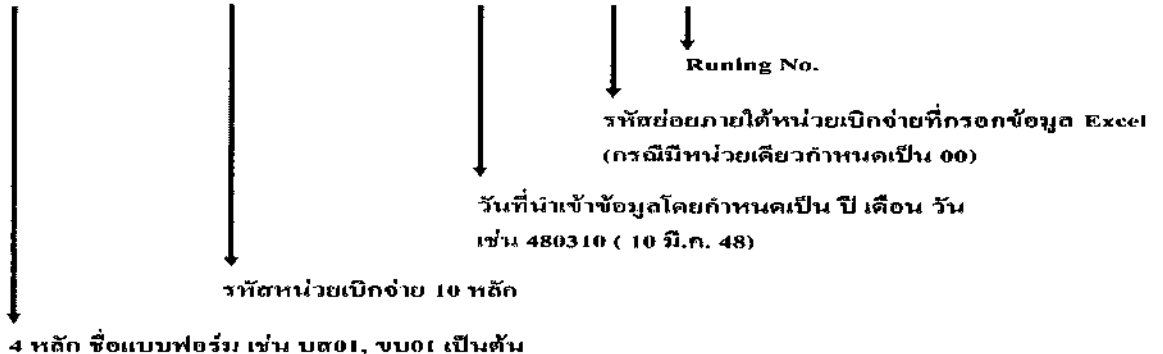 Runing No.
รหัสย่อยภายใต้หน่วยเบิกจ่ายที่กรอกข้อมูล Excel
(กรณีมีหน่วยเดียวกำหนดเป็น 00)
วันที่นำเข้าข้อมูลโดยกำหนดเป็น ปี เดือน วัน
เช่น 480310 ( 10 มี.ค. 48)
รหัสหน่วยเบิกจ่าย 10 หลัก
4 หลัก ชื่อแบบฟอร์ม เช่น บส01, ขบ01 เป็นต้น